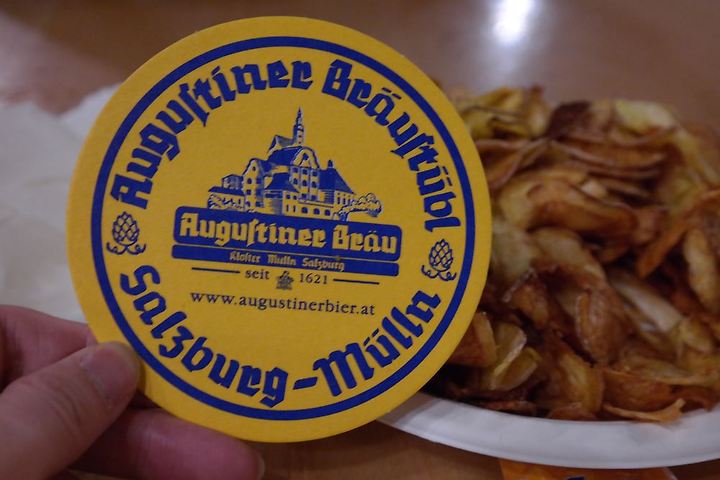 Augustiner Bräustübl
Augustiner Bräu
Kloster Mülln Salzburg
seit 1621
www.augustinerbier.at
Salzburg-Mülln